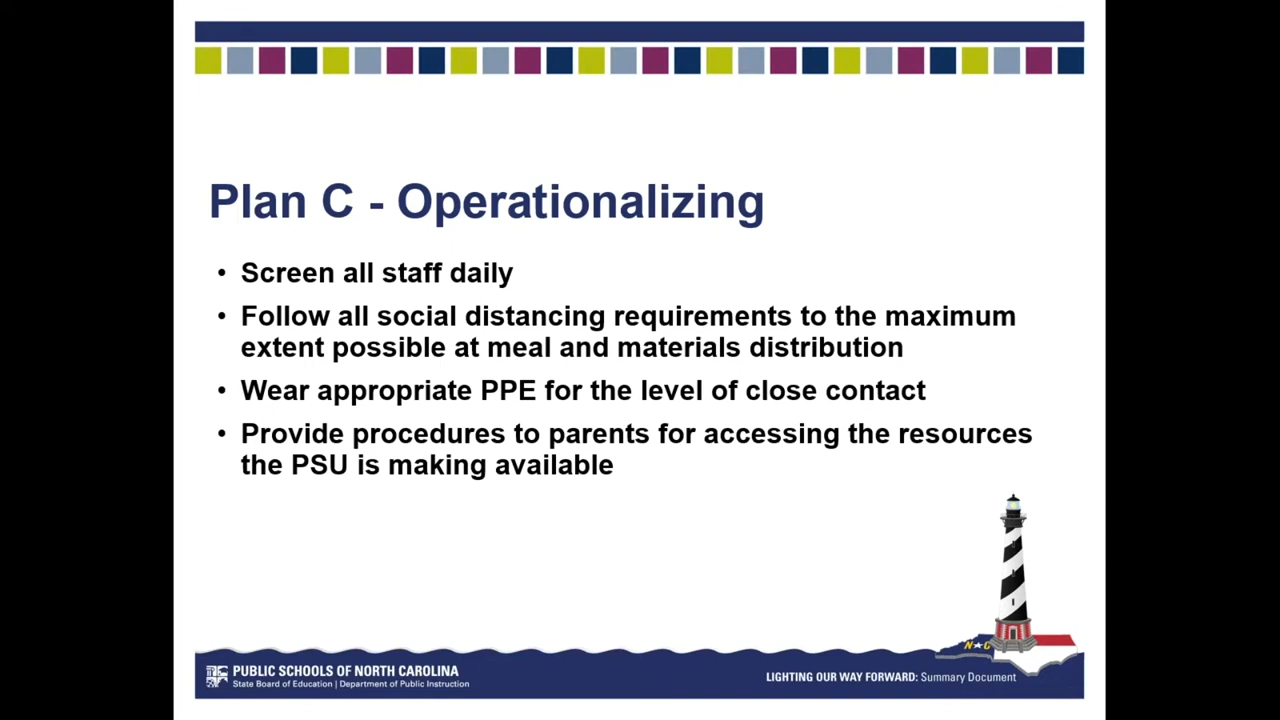 Plan C - Operationalizing
• Screen all staff daily
• Follow all social distancing requirements to the maximum
extent possible at meal and materials distribution
• Wear appropriate PPE for the level of close contact
• Provide procedures to parents for accessing the resources
the PSU is making available
N★C
PUBLIC SCHOOLS OF NORTH CAROLINA
State Board of Education | Department of Public Instruction
LIGHTING OUR WAY FORWARD: Summary Document